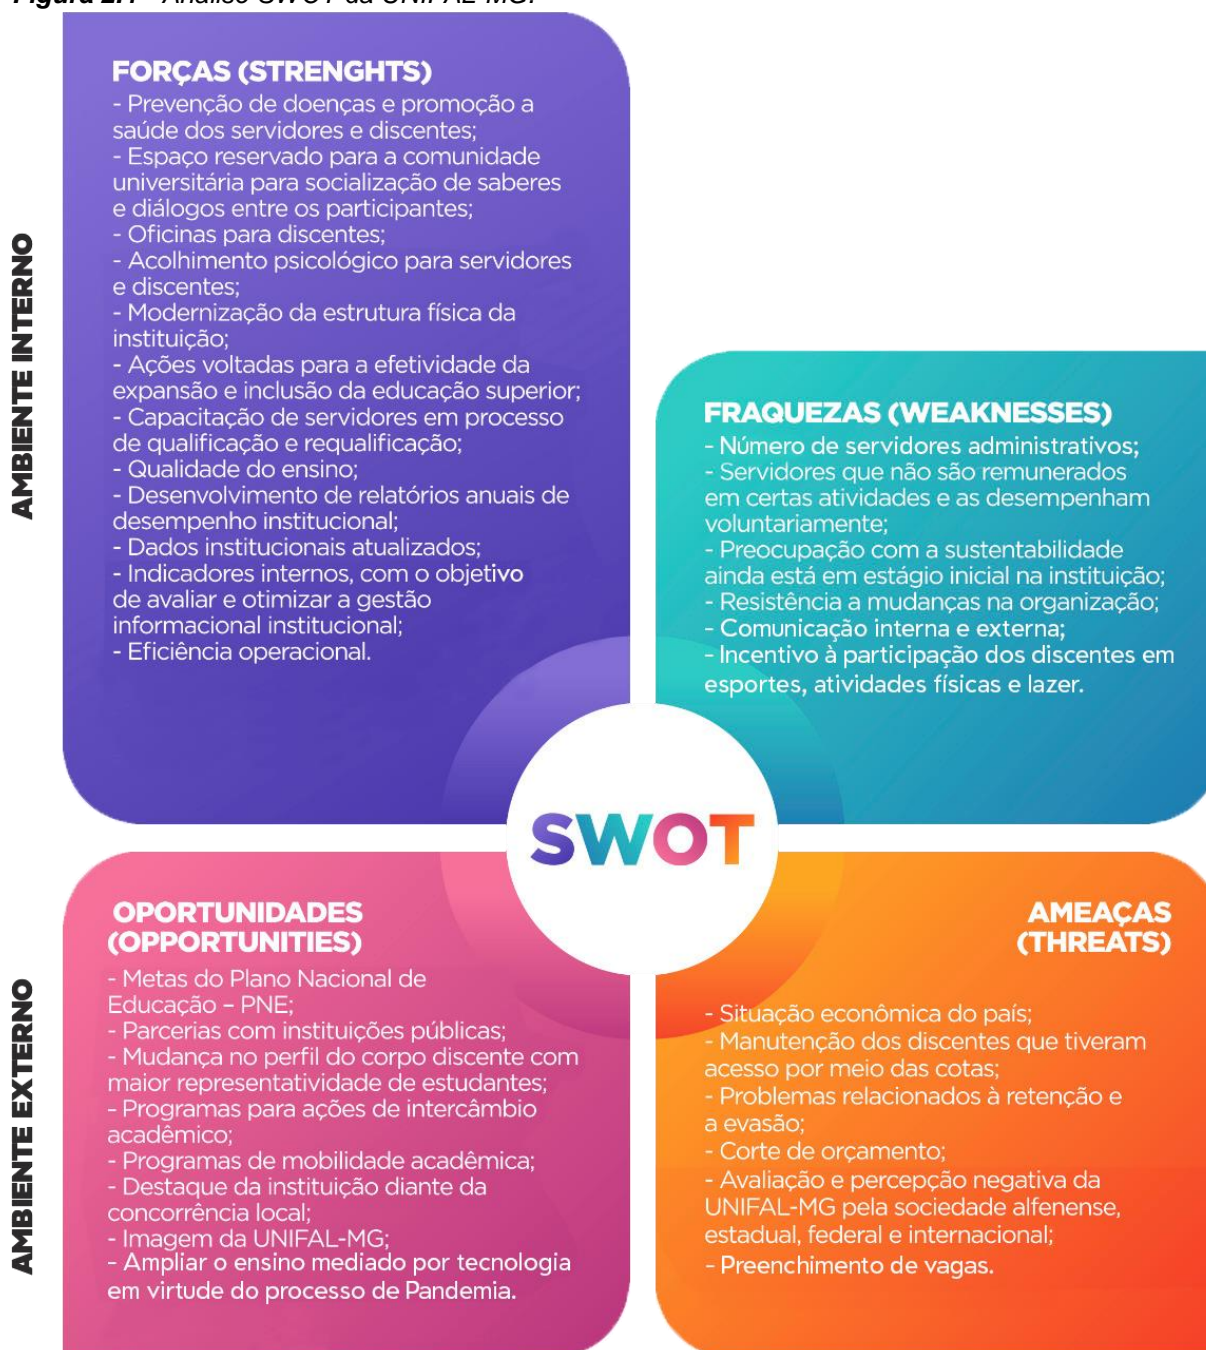 Figura 2.1 - Análise SWOT da UNIFAL-MG.
AMBIENTE INTERNO
FORÇAS (STRENGHTS)
- Prevenção de doenças e promoção a
saúde dos servidores e discentes;
- Espaço reservado para a comunidade
universitária para socialização de saberes
e diálogos entre os participantes;
- Oficinas para discentes;
- Acolhimento psicológico para servidores
e discentes;
- Modernização da estrutura física da
instituição;
- Ações voltadas para a efetividade da
expansão e inclusão da educação superior;
- Capacitação de servidores em processo
de qualificação e requalificação;
- Qualidade do ensino;
- Desenvolvimento de relatórios anuais de
desempenho institucional;
- Dados institucionais atualizados;
- Indicadores internos, com o objetivo
de avaliar e otimizar a gestão
informacional institucional;
- Eficiência operacional.
FRAQUEZAS (WEAKNESSES)
- Número de servidores administrativos;
- Servidores que não são remunerados
em certas atividades e as desempenham
voluntariamente;
- Preocupação com a sustentabilidade
ainda está em estágio inicial na instituição;
- Resistência a mudanças na organização;
- Comunicação interna e externa;
- Incentivo à participação dos discentes em
esportes, atividades físicas e lazer.
SWOT
AMBIENTE EXTERNO
OPORTUNIDADES
(OPPORTUNITIES)
- Metas do Plano Nacional de
Educação – PNE;
- Parcerias com instituições públicas;
- Mudança no perfil do corpo discente com
maior representatividade de estudantes;
- Programas para ações de intercâmbio
acadêmico;
- Programas de mobilidade acadêmica;
- Destaque da instituição diante da
concorrência local;
- Imagem da UNIFAL-MG;
- Ampliar o ensino mediado por tecnologia
em virtude do processo de Pandemia.
AMEAÇAS
(THREATS)
- Situação econômica do país;
- Manutenção dos discentes que tiveram
acesso por meio das cotas;
- Problemas relacionados à retenção e
a evasão;
- Corte de orçamento;
- Avaliação e percepção negativa da
UNIFAL-MG pela sociedade alfenense,
estadual, federal e internacional;
- Preenchimento de vagas.